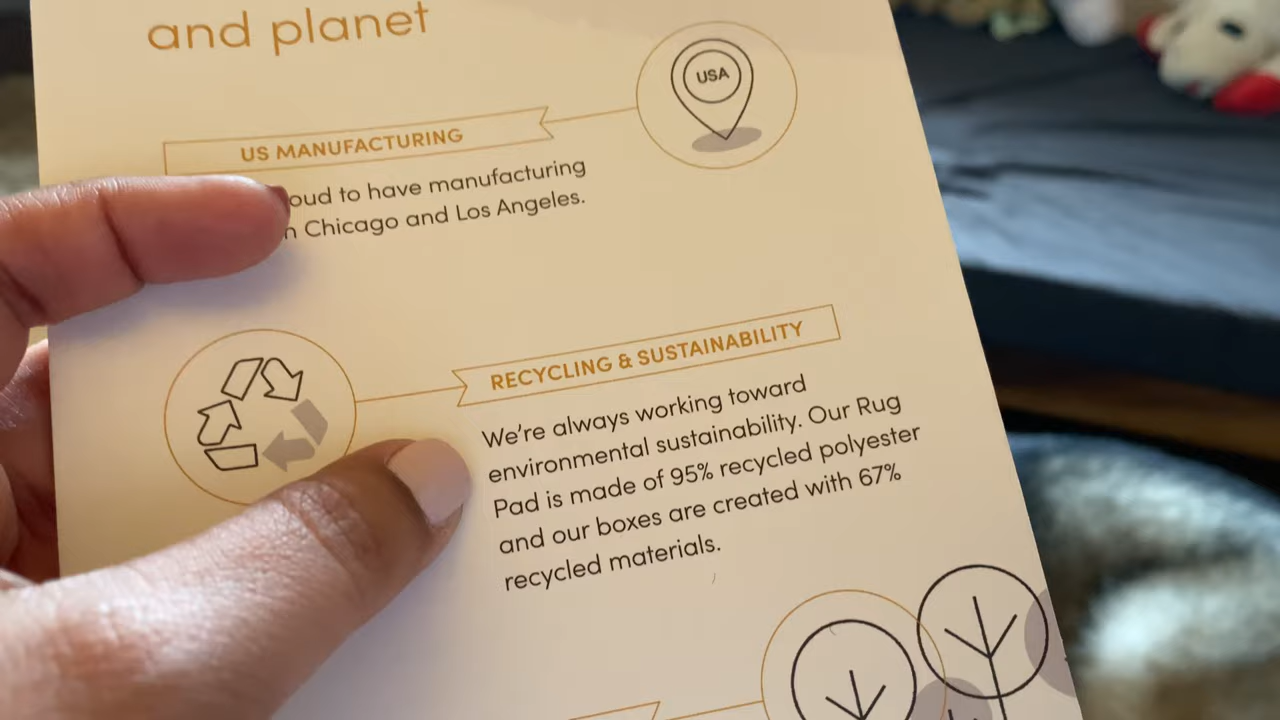 and planet
USA
US MANUFACTURING
to have manufacturing
Chicago and Los Angeles.
RECYCLING & SUSTAINABILITY
We're always working toward
environmental sustainability. Our Rug
Pad is made of 95% recycled polyester
and our boxes are created with 67%
recycled materials.